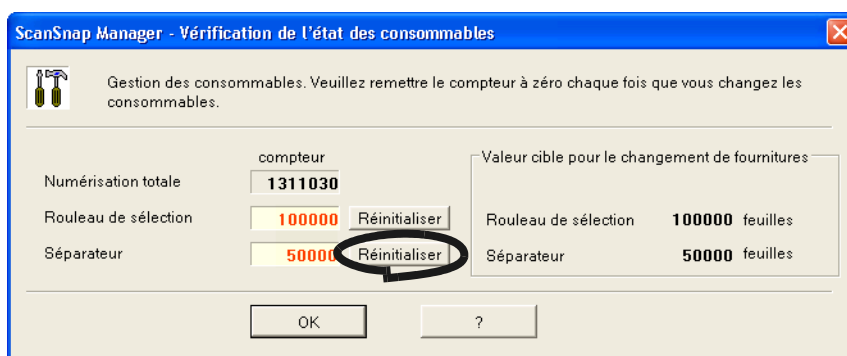 ScanSnap Manager - Vérification de l'état des consommables
Gestion des consommables. Veuillez remettre le compteur à zéro chaque fois que vous changez les
consommables.
compteur
Numérisation totale 1311030
Rouleau de sélection 100000 Réinitialiser
Séparateur 50000 Réinitialiser
Valeur cible pour le changement de fournitures
Rouleau de sélection 100000 feuilles
Séparateur 50000 feuilles
OK ?